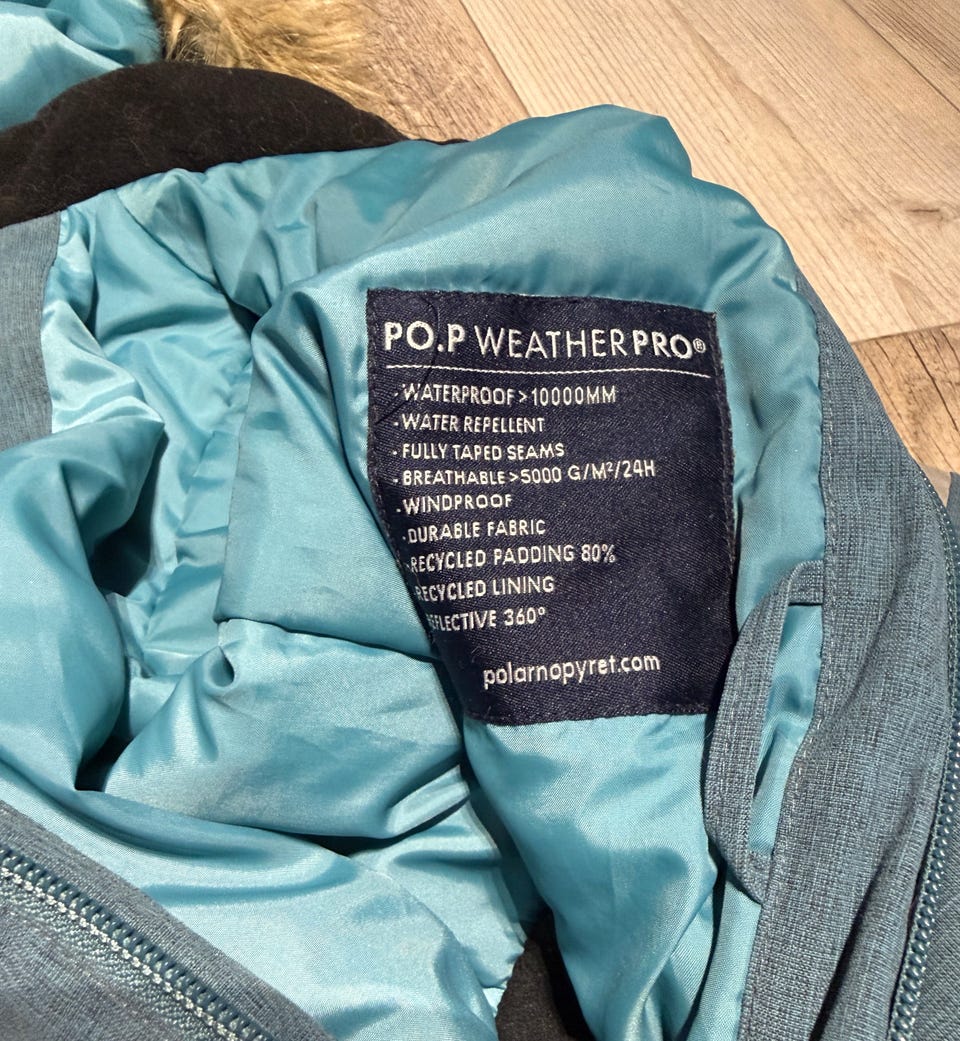 PO.P WEATHERPRO®
- WATERPROOF > 10000MM
- WATER REPELLENT
- FULLY TAPED SEAMS
- BREATHABLE >5000 G/M²/24H
- WINDPROOF
- DURABLE FABRIC
- RECYCLED PADDING 80%
RECYCLED LINING
FLECTIVE 360°
polarnopyret.com